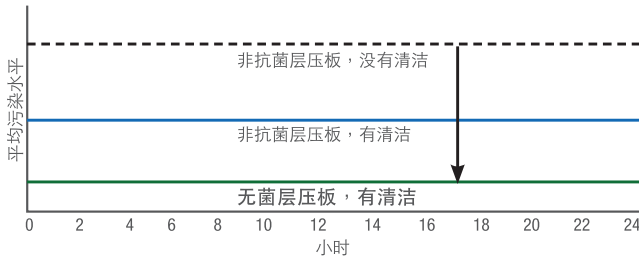 平均污染水平
非抗菌层压板，没有清洁
非抗菌层压板，有清洁
无菌层压板，有清洁
0 2 4 6 8 10 12 14 16 18 20 22 24
小时